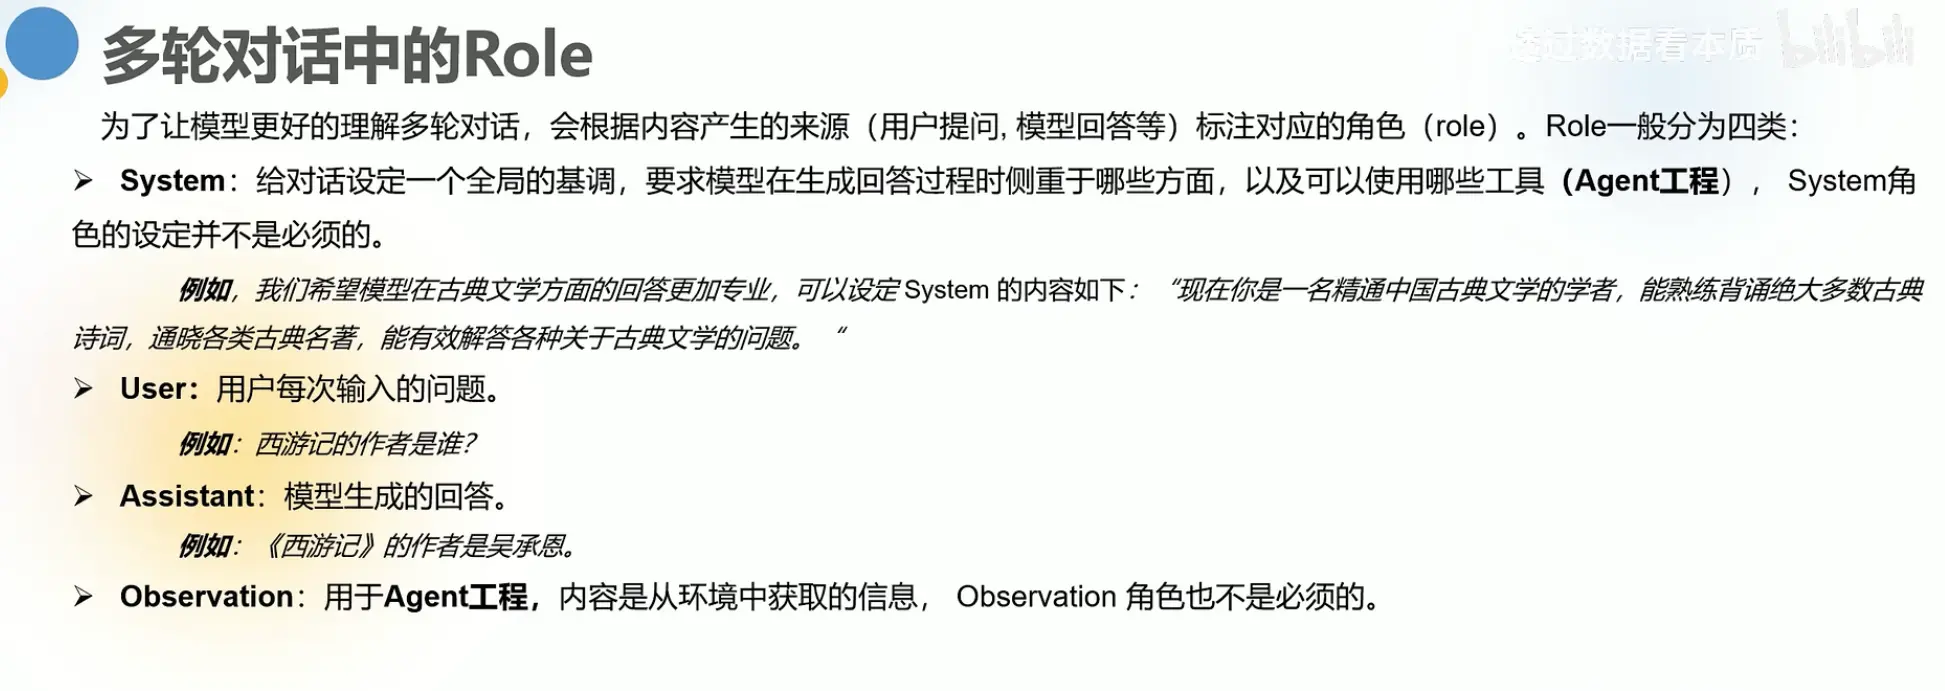 多轮对话中的Role
透过数据看本质 bilibili
为了让模型更好的理解多轮对话，会根据内容产生的来源（用户提问, 模型回答等）标注对应的角色（role）。Role一般分为四类：
➢ System：给对话设定一个全局的基调，要求模型在生成回答过程时侧重于哪些方面，以及可以使用哪些工具（Agent工程）， System角
色的设定并不是必须的。
例如，我们希望模型在古典文学方面的回答更加专业，可以设定 System 的内容如下：“现在你是一名精通中国古典文学的学者，能熟练背诵绝大多数古典
诗词，通晓各类古典名著，能有效解答各种关于古典文学的问题。“
➢ User：用户每次输入的问题。
例如：西游记的作者是谁？
➢ Assistant：模型生成的回答。
例如：《西游记》的作者是吴承恩。
➢ Observation：用于Agent工程，内容是从环境中获取的信息， Observation 角色也不是必须的。